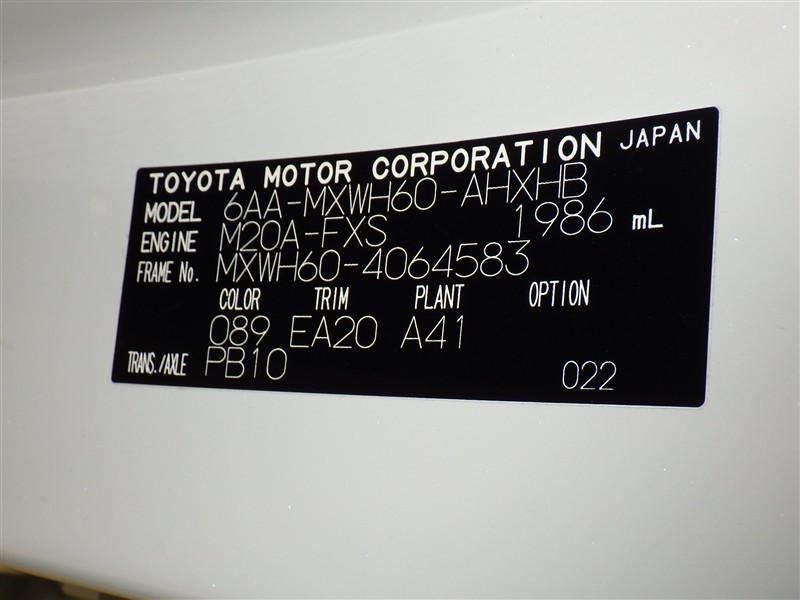 TOYOTA MOTOR CORPORATION JAPAN
MODEL 6AA-MXWH60-AHXHB
ENGINE M20A-FXS 1986 mL
FRAME No. MXWH60-4064583
COLOR TRIM PLANT OPTION
089 EA20 A41
TRANS./AXLE PB10 022